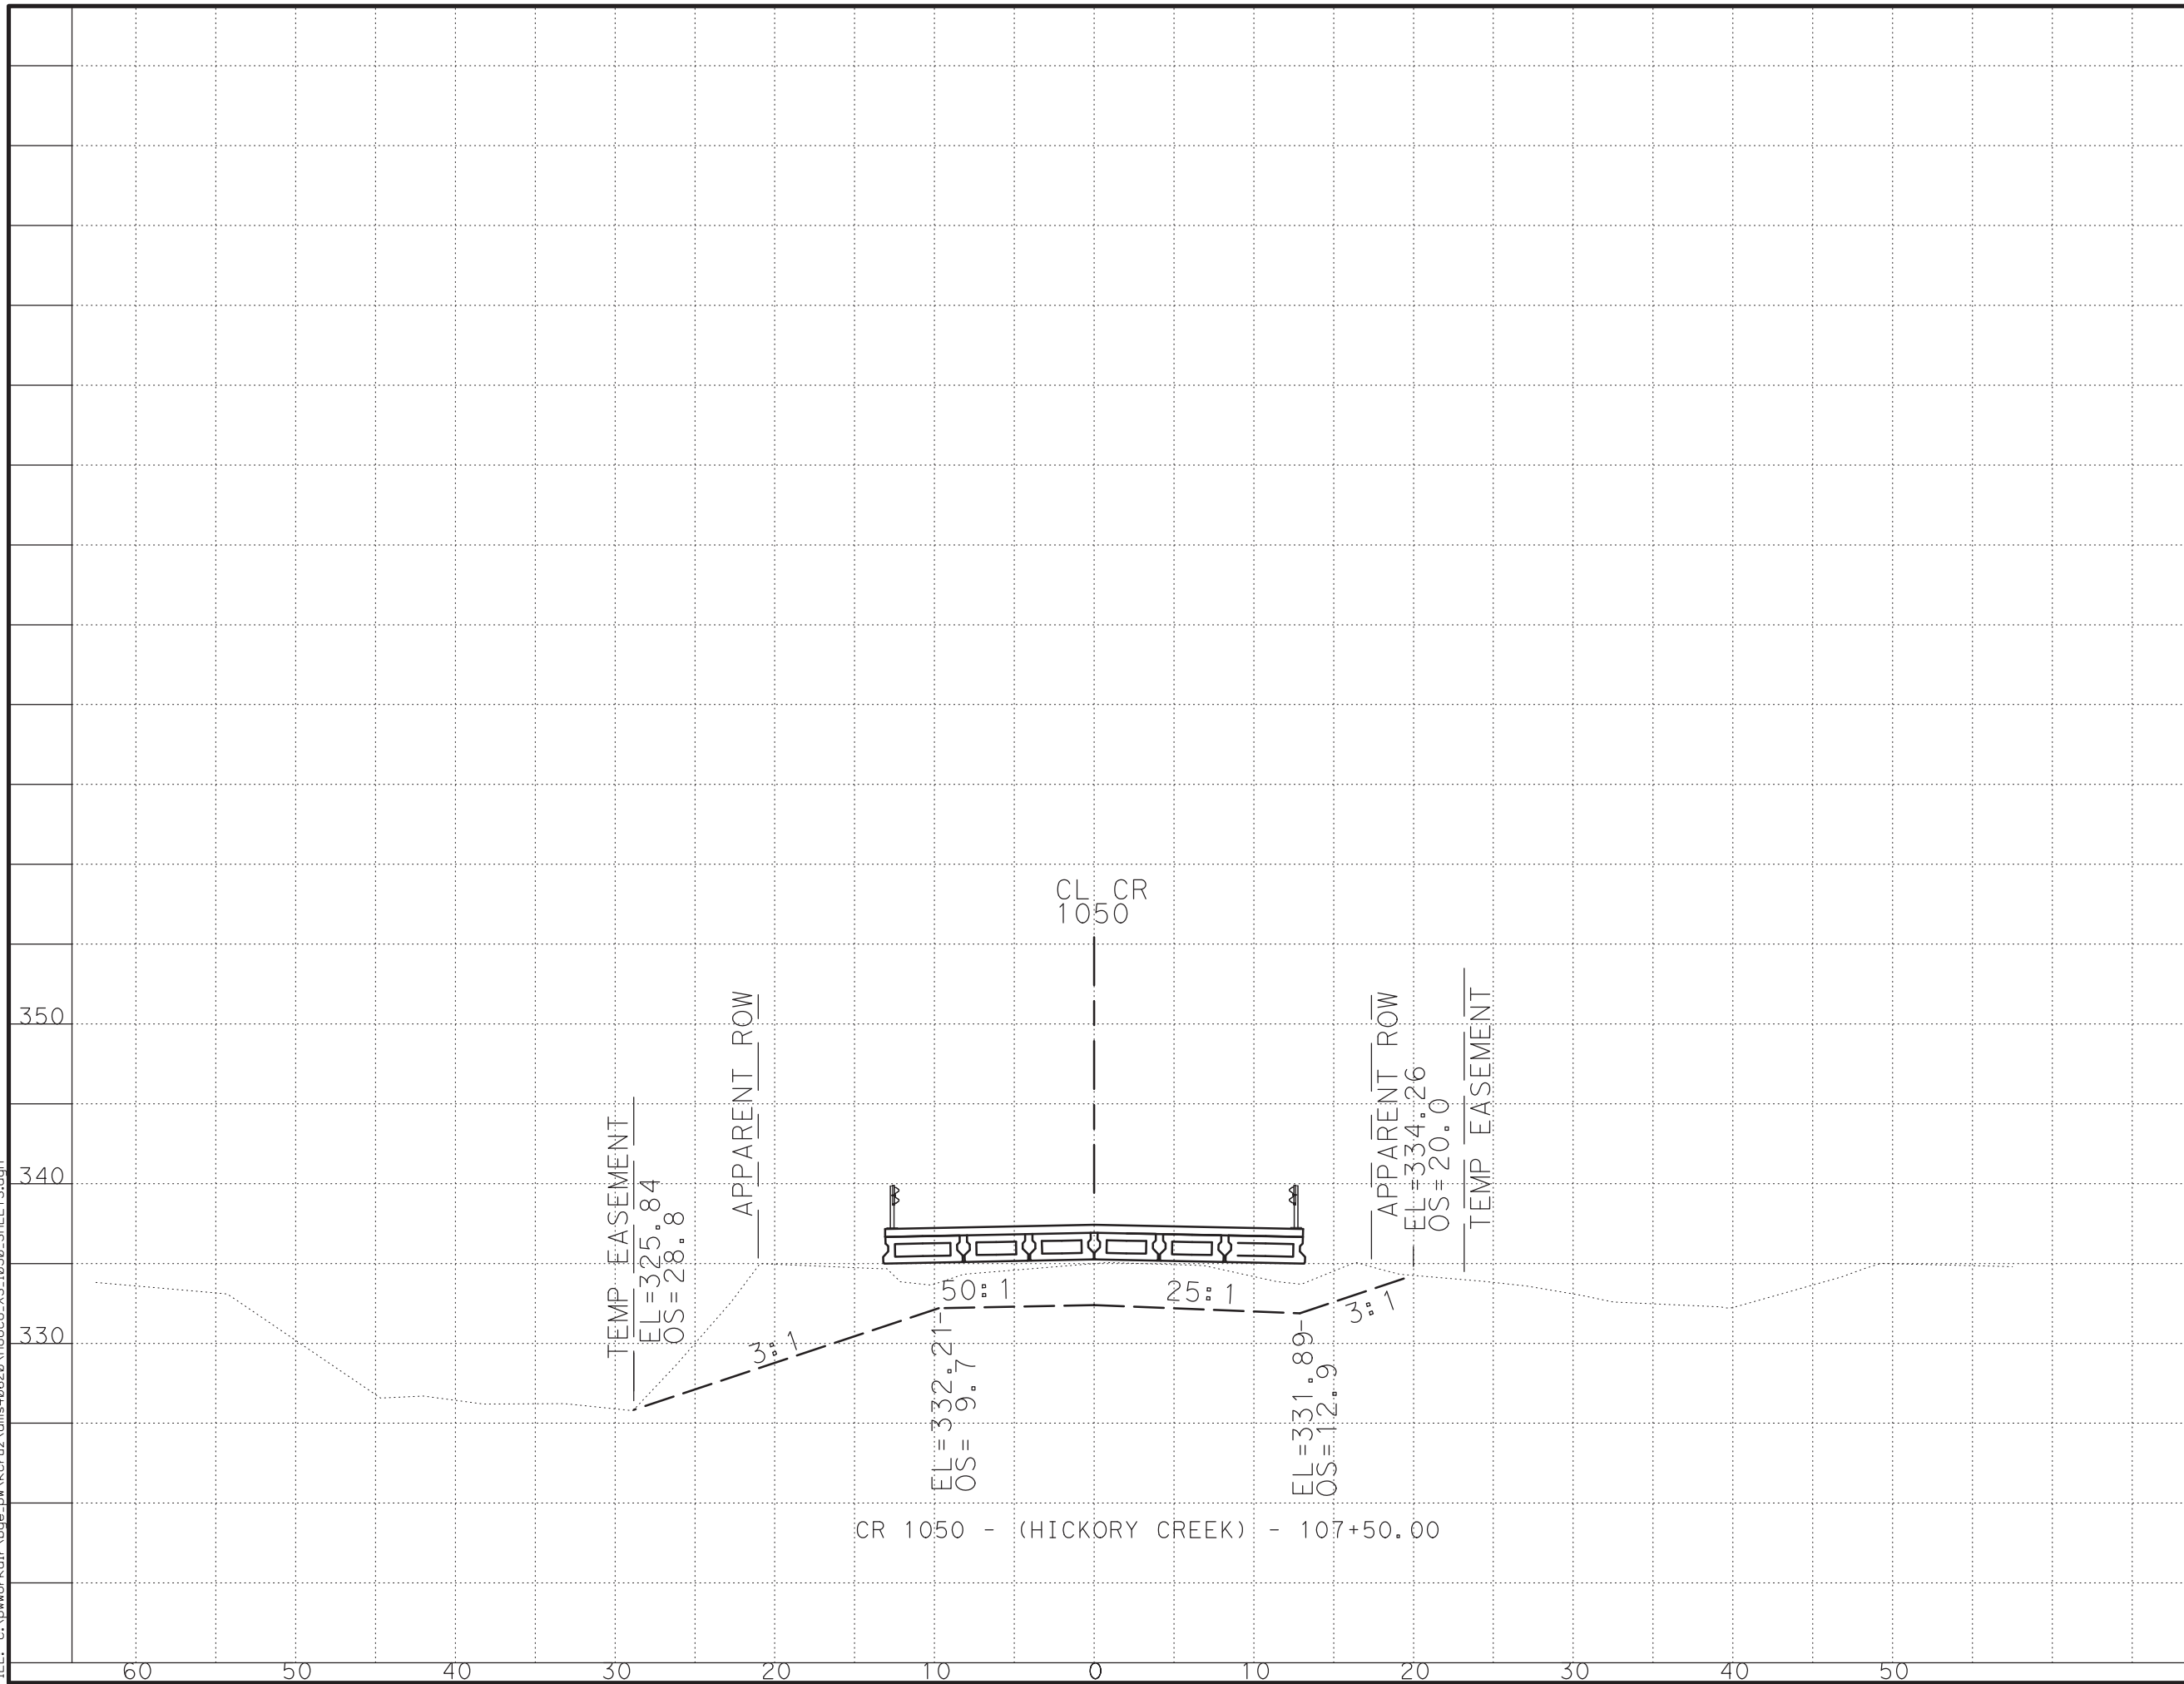 CL CR
1050
350
340
330
TEMP EASEMENT
EL=325.84
OS=28.8
APPARENT ROW
APPARENT ROW
EL=334.26
OS=20.0
TEMP EASEMENT
50:1
25:1
3:1
3:1
EL=332.21
OS= 9.7
EL=331.89
OS=12.9
CR 1050 - (HICKORY CREEK) - 107+50.00
60 50 40 30 20 10 0 10 20 30 40 50